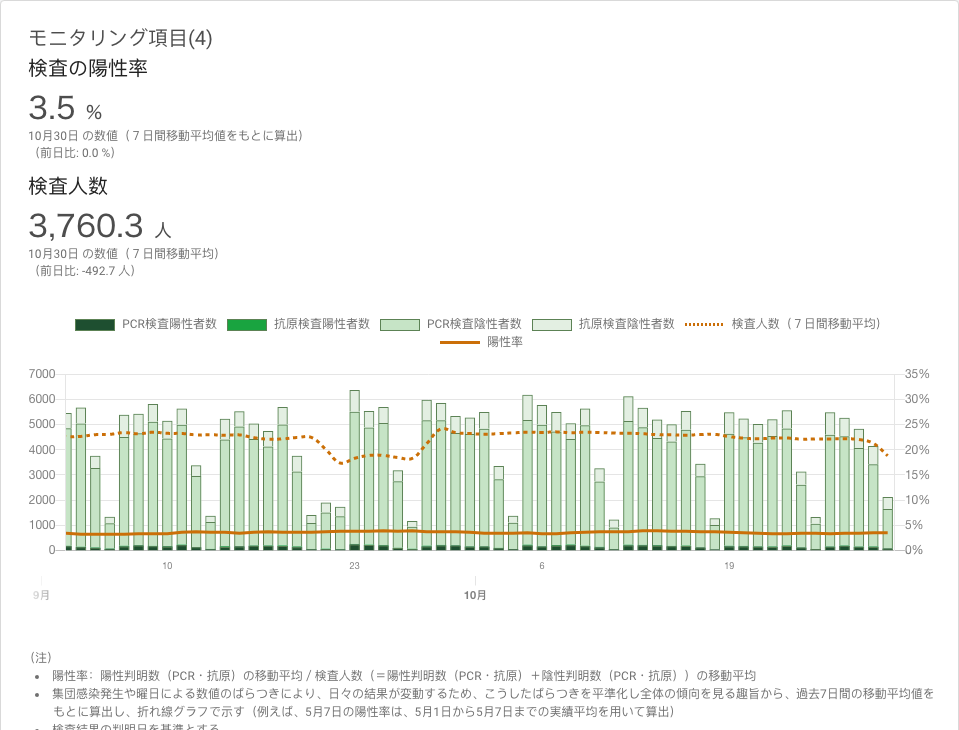 モニタリング項目(4)
検査の陽性率
3.5 %
10月30日 の数値（７日間移動平均値をもとに算出）
（前日比: 0.0 %）
検査人数
3,760.3 人
10月30日 の数値（７日間移動平均）
（前日比: -492.7 人）
PCR検査陽性者数 抗原検査陽性者数 PCR検査陰性者数 抗原検査陰性者数 検査人数（７日間移動平均）
陽性率
7000 35%
6000 30%
5000 25%
4000 20%
3000 15%
2000 10%
1000 5%
0 0%
10 23 6 19
9月 10月
（注）
• 陽性率：陽性判明数（PCR・抗原）の移動平均 / 検査人数（＝陽性判明数（PCR・抗原）＋陰性判明数（PCR・抗原））の移動平均
• 集団感染発生や曜日による数値のばらつきにより、日々の結果が変動するため、こうしたばらつきを平準化し全体の傾向を見る趣旨から、過去7日間の移動平均値を
もとに算出し、折れ線グラフで示す（例えば、5月7日の陽性率は、5月1日から5月7日までの実績平均を用いて算出）
• 検査結果の判明日を基準とする